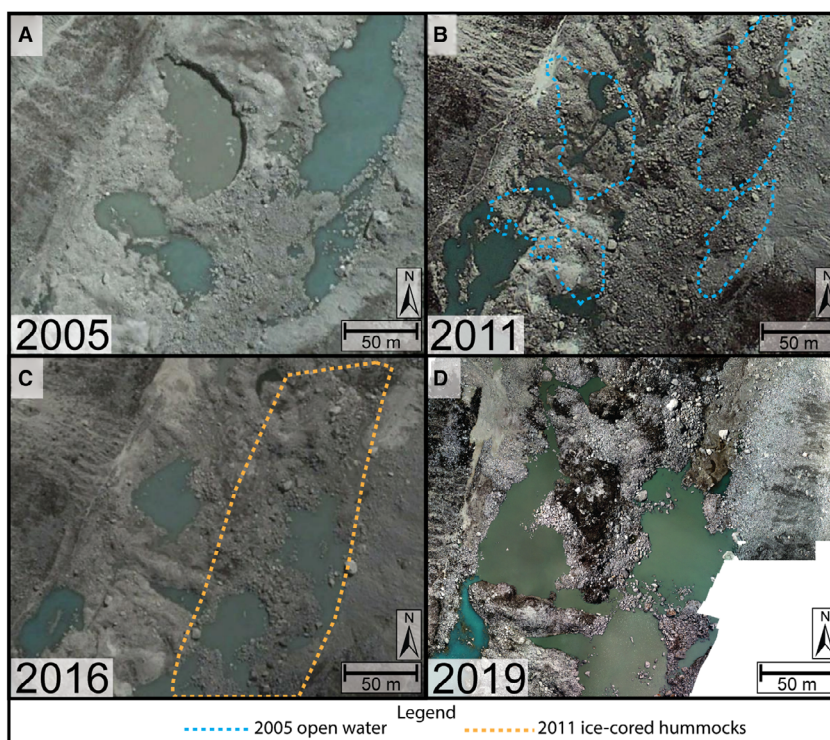 A
N
50 m
2005
B
N
50 m
2011
C
N
50 m
2016
D
N
50 m
2019
Legend
2005 open water
2011 ice-cored hummocks